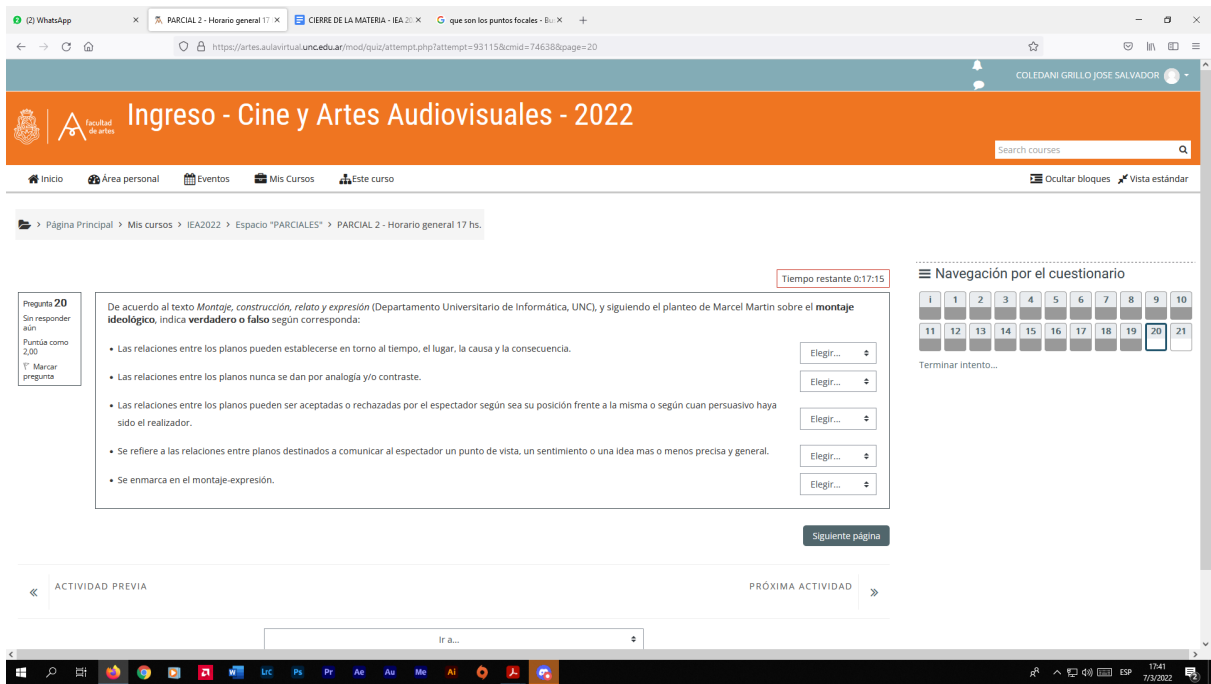 (2) WhatsApp
PARCIAL 2 - Horario general 17
CIERRE DE LA MATERIA - IEA 20
que son los puntos focales - Bu
https://artes.aulavirtual.unc.edu.ar/mod/quiz/attempt.php?attempt=93115&cmid=74638&page=20
COLEDANI GRILLO JOSE SALVADOR
facultad
de artes
Ingreso - Cine y Artes Audiovisuales - 2022
Search courses
Inicio
Área personal
Eventos
Mis Cursos
Este curso
Ocultar bloques
Vista estándar
> Página Principal > Mis cursos > IEA2022 > Espacio "PARCIALES" > PARCIAL 2 - Horario general 17 hs.
Tiempo restante 0:17:15
Pregunta 20
Sin responder
aún
Puntúa como
2,00
Marcar
pregunta
De acuerdo al texto Montaje, construcción, relato y expresión (Departamento Universitario de Informática, UNC), y siguiendo el planteo de Marcel Martin sobre el montaje
ideológico, indica verdadero o falso según corresponda:
• Las relaciones entre los planos pueden establecerse en torno al tiempo, el lugar, la causa y la consecuencia.
Elegir...
• Las relaciones entre los planos nunca se dan por analogía y/o contraste.
Elegir...
• Las relaciones entre los planos pueden ser aceptadas o rechazadas por el espectador según sea su posición frente a la misma o según cuan persuasivo haya
sido el realizador.
Elegir...
• Se refiere a las relaciones entre planos destinados a comunicar al espectador un punto de vista, un sentimiento o una idea mas o menos precisa y general.
Elegir...
• Se enmarca en el montaje-expresión.
Elegir...
Siguiente página
Navegación por el cuestionario
i 1 2 3 4 5 6 7 8 9 10
11 12 13 14 15 16 17 18 19 20 21
Terminar intento...
ACTIVIDAD PREVIA
PRÓXIMA ACTIVIDAD
Ir a...
LrC Ps Pr Ae Au Me Ai
ESP
17:41
7/3/2022